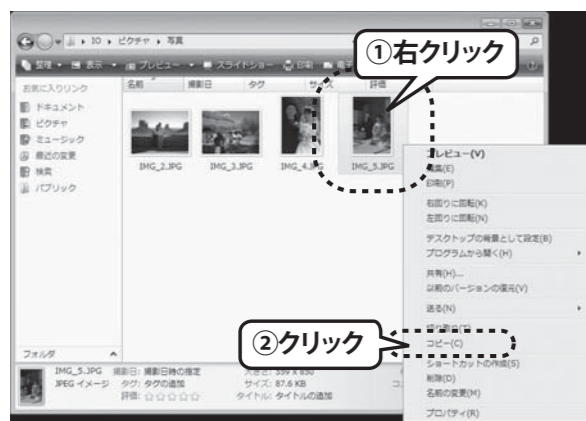 IO ▸ ピクチャ ▸ 写真
①右クリック
整理 表示 プレビュー スライドショー 印刷 電子
お気に入りリンク
ドキュメント
ピクチャ
ミュージック
最近の変更
検索
パブリック
名前 撮影日 タグ サイズ 評価
IMG_2.JPG IMG_3.JPG IMG_4.JPG IMG_5.JPG
プレビュー(V)
編集(E)
印刷(P)
右回りに回転(K)
左回りに回転(N)
デスクトップの背景として設定(B)
プログラムから開く(H)
共有(H)...
以前のバージョンの復元(V)
送る(N)
切り取り(T)
②クリック
コピー(C)
ショートカットの作成(S)
削除(D)
名前の変更(M)
プロパティ(R)
フォルダ
IMG_5.JPG 撮影日: 撮影日時の指定
JPEG イメージ タグ: タグの追加 サイズ: 87.6 KB
評価: ☆☆☆☆☆ タイトル: タイトルの追加